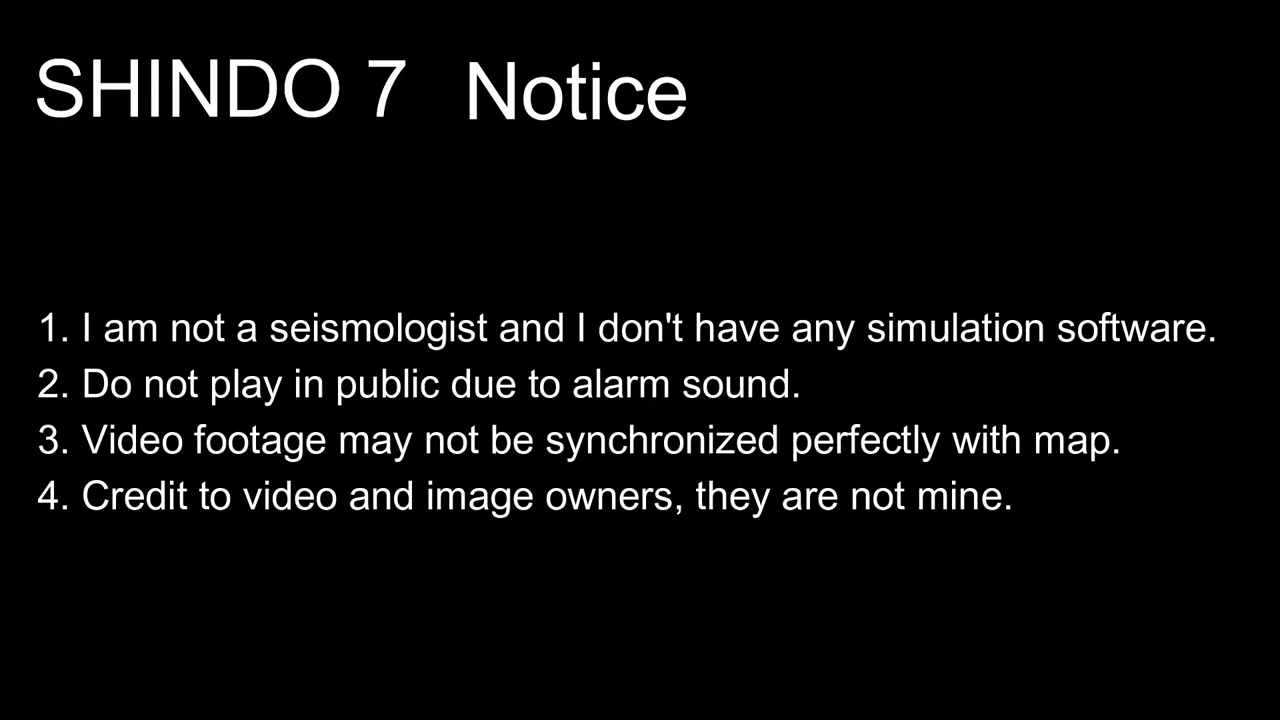 SHINDO 7 Notice
1. I am not a seismologist and I don't have any simulation software.
2. Do not play in public due to alarm sound.
3. Video footage may not be synchronized perfectly with map.
4. Credit to video and image owners, they are not mine.